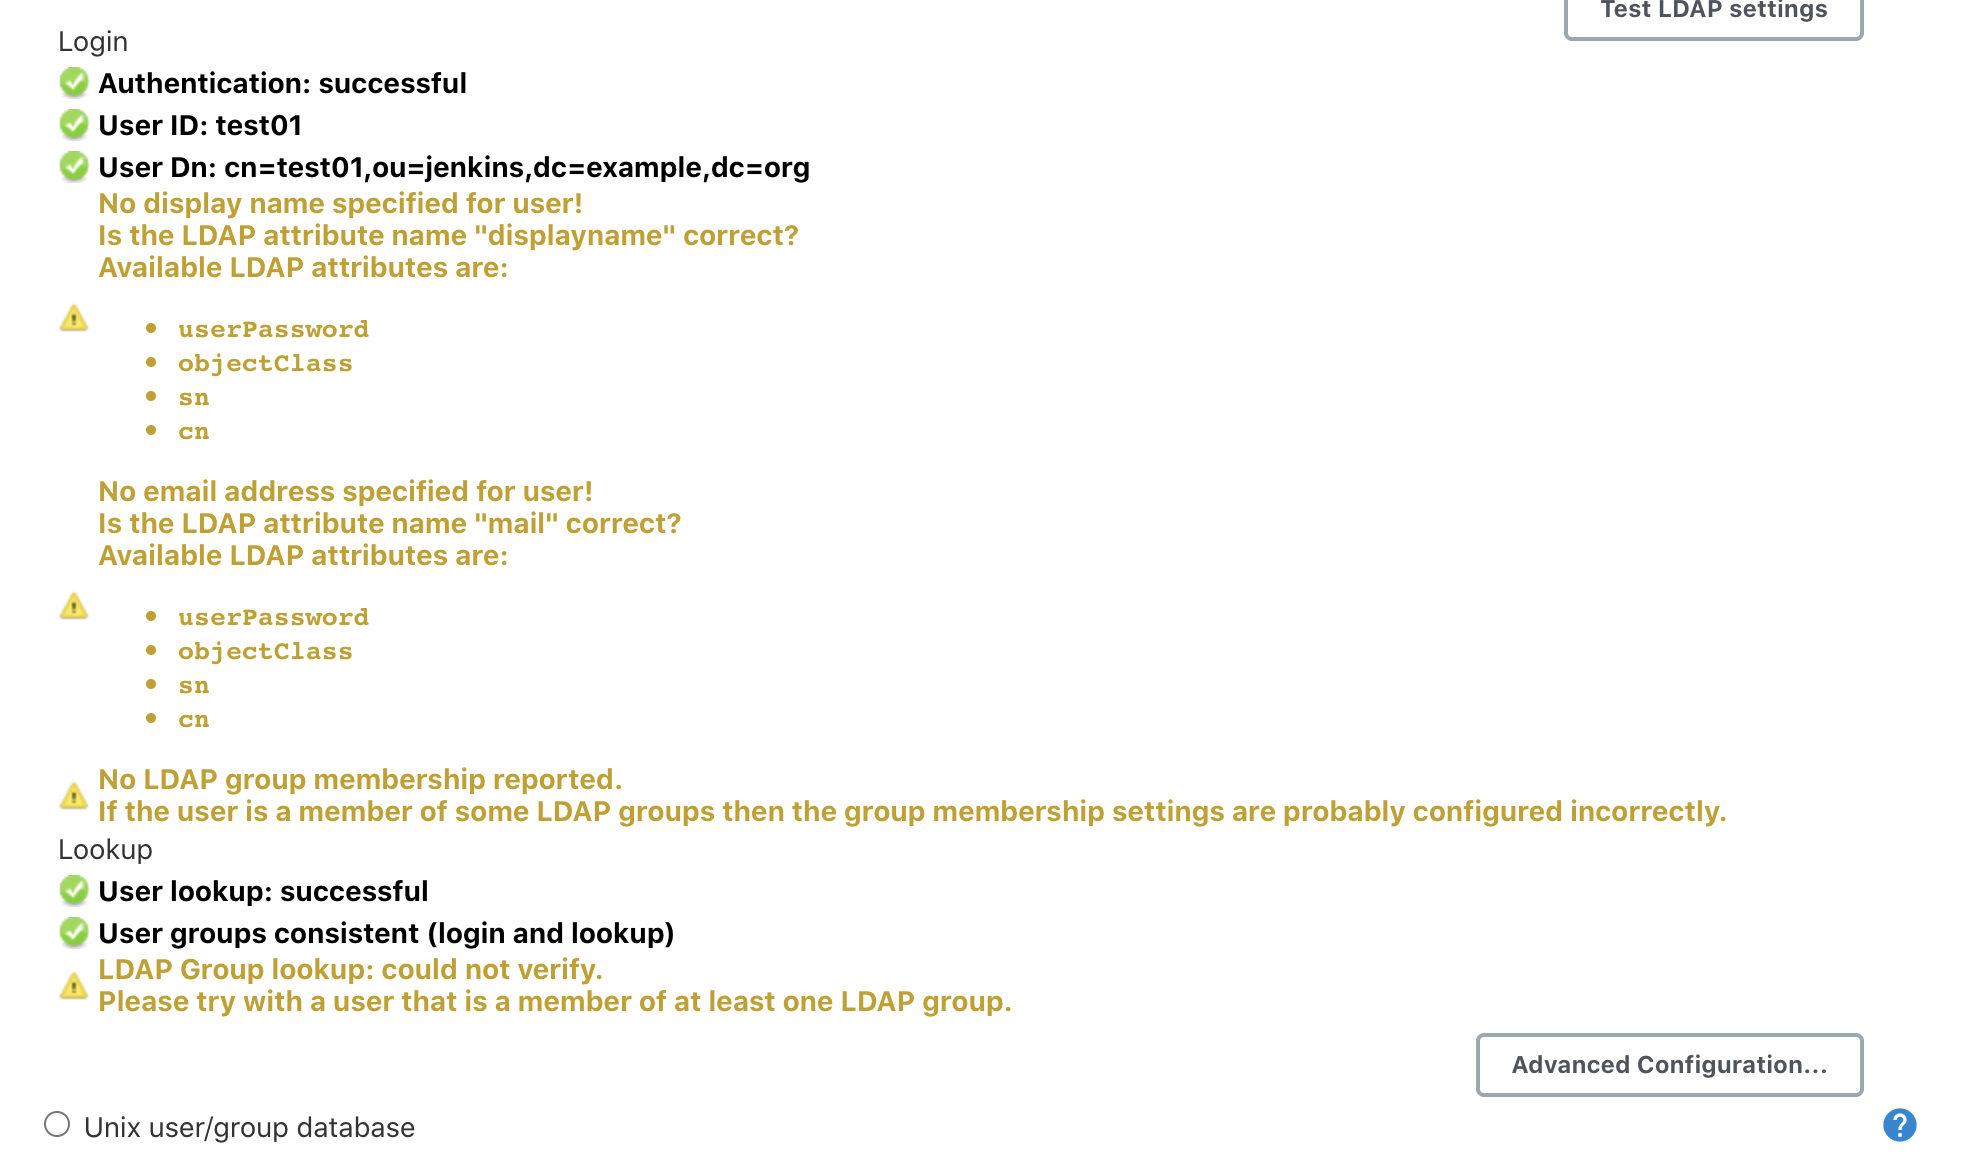 Test LDAP settings
Login
Authentication: successful
User ID: test01
User Dn: cn=test01,ou=jenkins,dc=example,dc=org
No display name specified for user!
Is the LDAP attribute name "displayname" correct?
Available LDAP attributes are:
userPassword
objectClass
sn
cn
No email address specified for user!
Is the LDAP attribute name "mail" correct?
Available LDAP attributes are:
userPassword
objectClass
sn
cn
No LDAP group membership reported.
If the user is a member of some LDAP groups then the group membership settings are probably configured incorrectly.
Lookup
User lookup: successful
User groups consistent (login and lookup)
LDAP Group lookup: could not verify.
Please try with a user that is a member of at least one LDAP group.
Advanced Configuration...
Unix user/group database
?